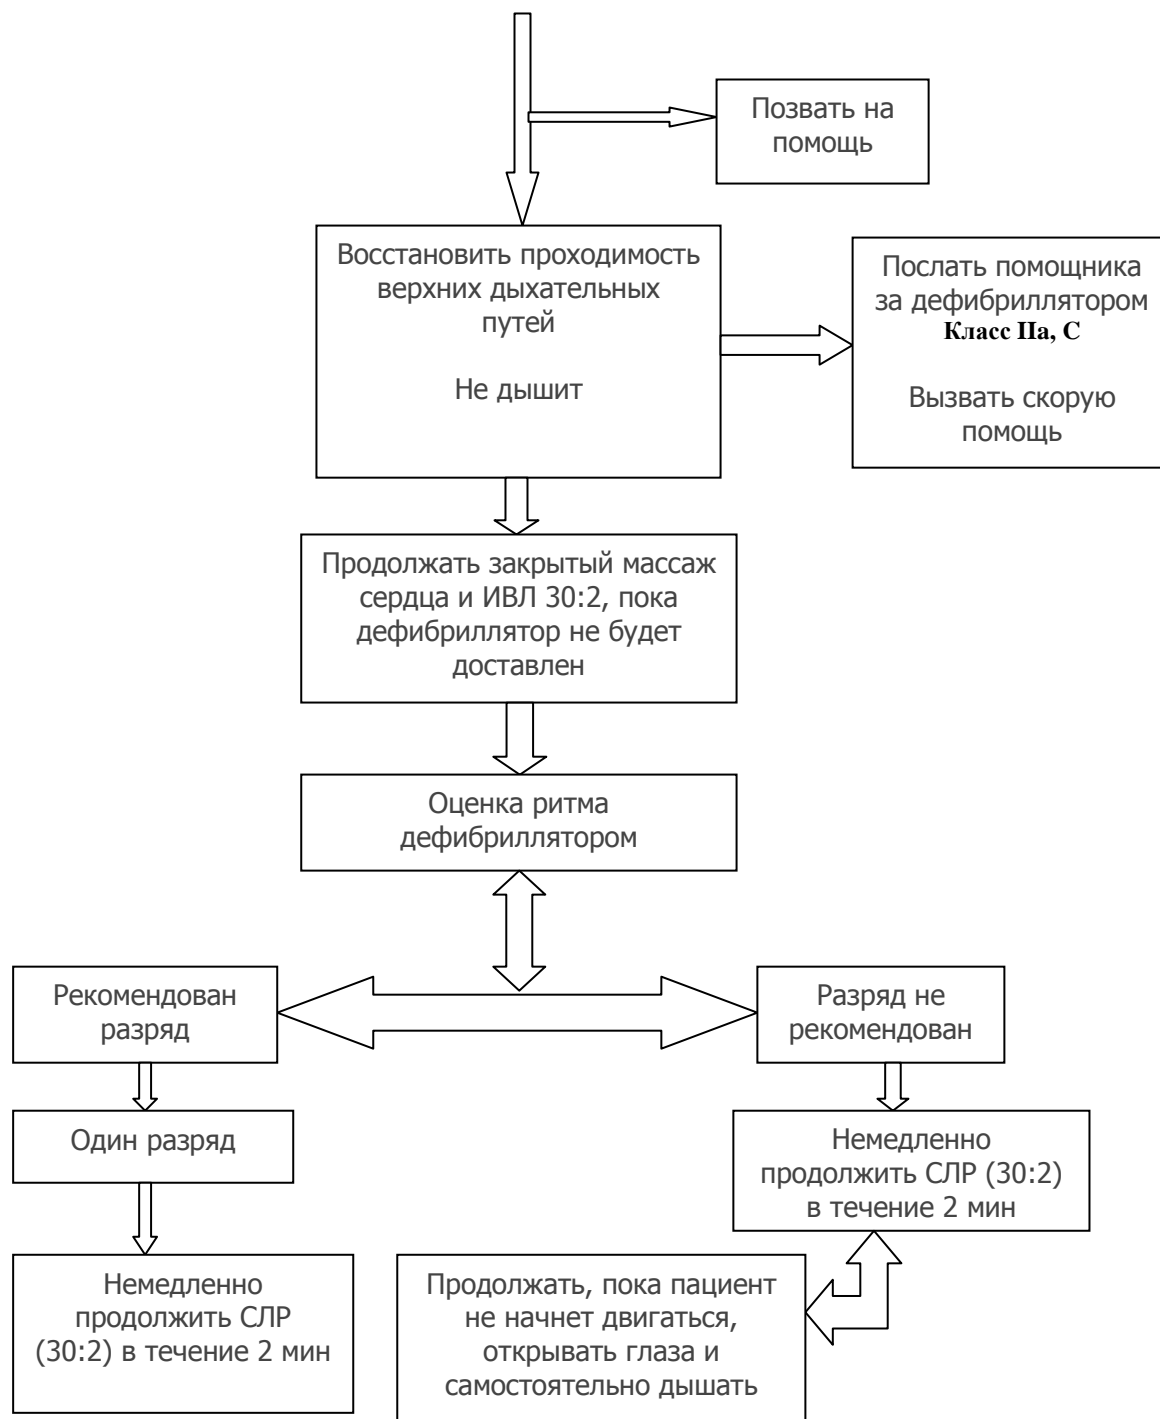 Позвать на
помощь
Восстановить проходимость
верхних дыхательных
путей
Не дышит
Послать помощника
за дефибриллятором
Класс IIa, C
Вызвать скорую
помощь
Продолжать закрытый массаж
сердца и ИВЛ 30:2, пока
дефибриллятор не будет
доставлен
Оценка ритма
дефибриллятором
Рекомендован
разряд
Разряд не
рекомендован
Один разряд
Немедленно
продолжить СЛР (30:2)
в течение 2 мин
Немедленно
продолжить СЛР
(30:2) в течение 2 мин
Продолжать, пока пациент
не начнет двигаться,
открывать глаза и
самостоятельно дышать